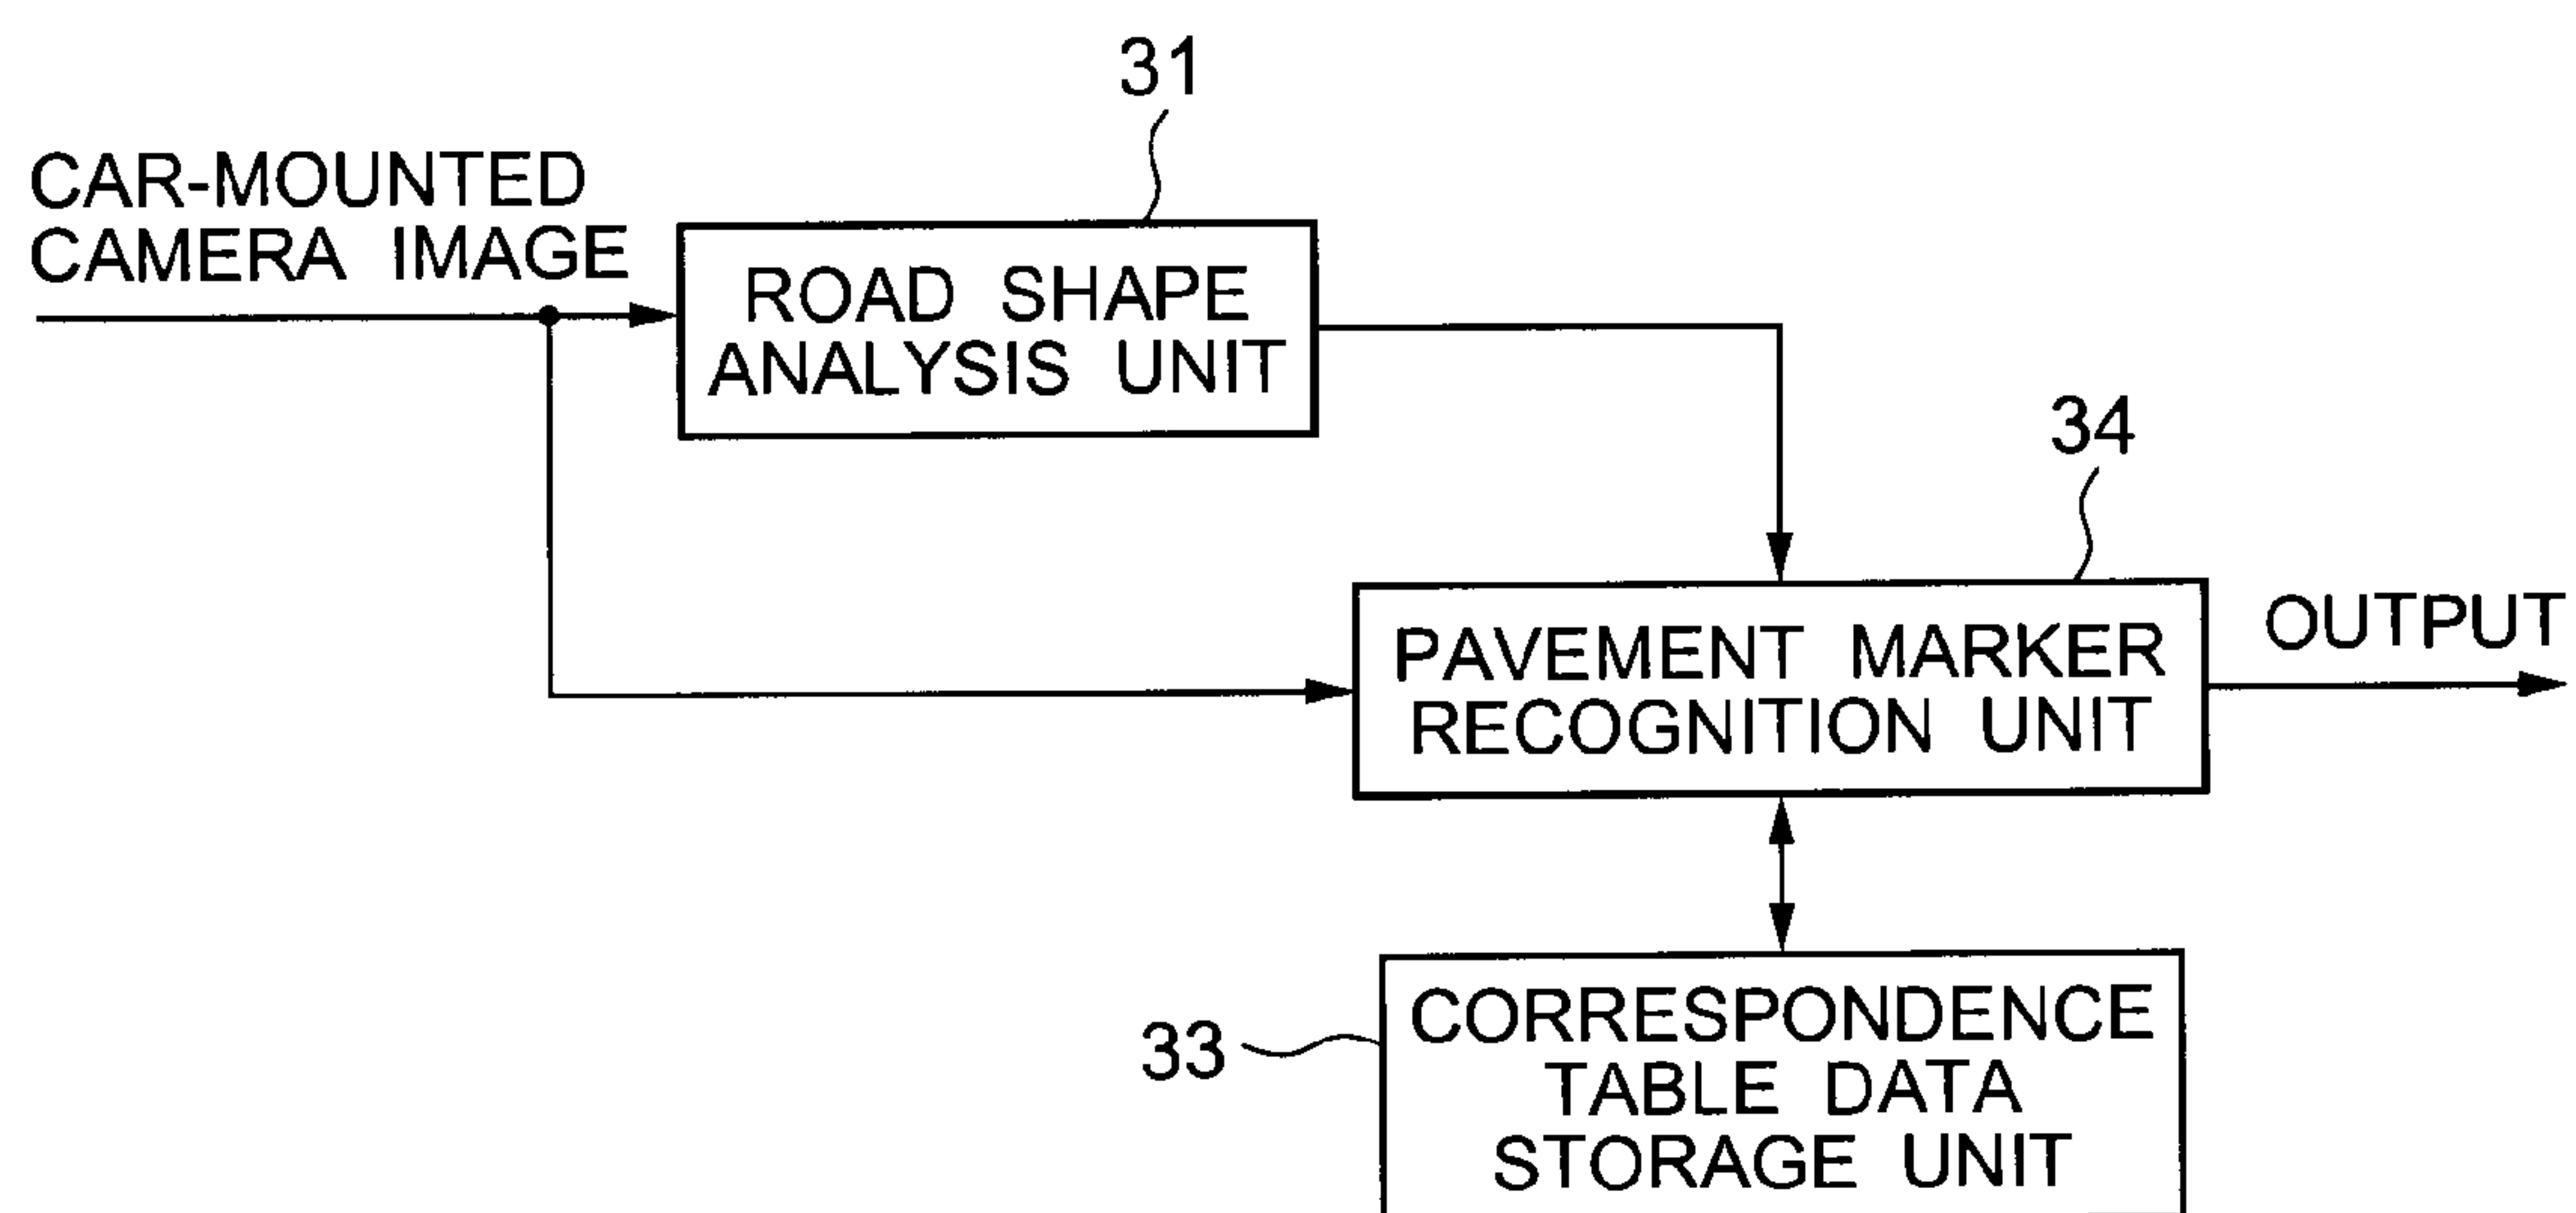 31
CAR-MOUNTED
CAMERA IMAGE
ROAD SHAPE
ANALYSIS UNIT
34
PAVEMENT MARKER
RECOGNITION UNIT
OUTPUT
33
CORRESPONDENCE
TABLE DATA
STORAGE UNIT